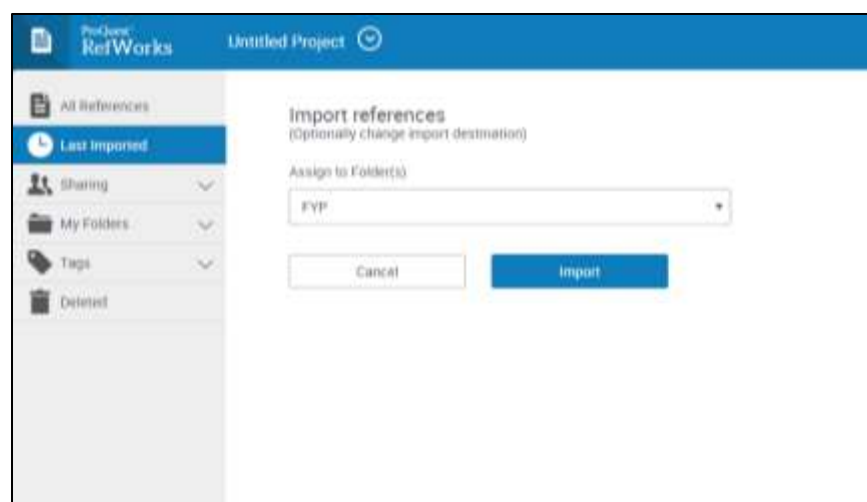 ProQuest
RefWorks
Untitled Project
All References
Last Imported
Sharing
My Folders
Tags
Deleted
Import references
(Optionally change import destination)
Assign to Folder(s)
FYP
Cancel
Import